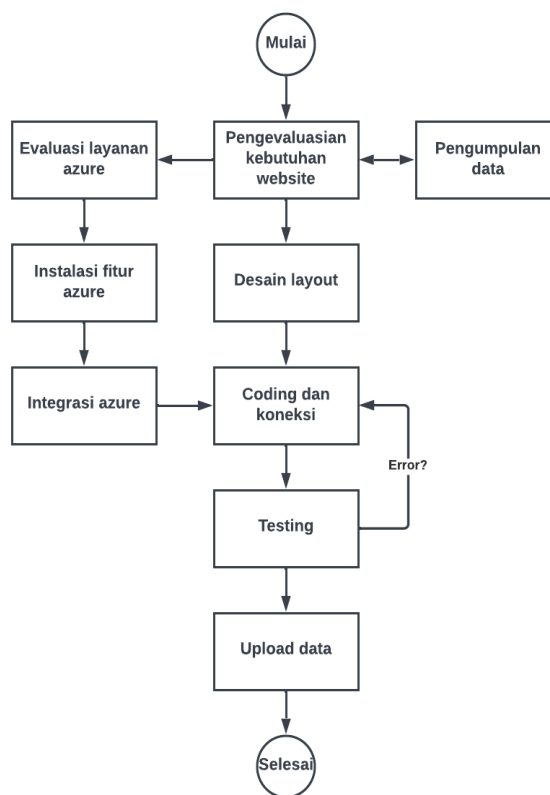 Mulai
Evaluasi layanan
azure
Pengevaluasian
kebutuhan
website
Pengumpulan
data
Instalasi fitur
azure
Desain layout
Integrasi azure
Coding dan
koneksi
Error?
Testing
Upload data
Selesai